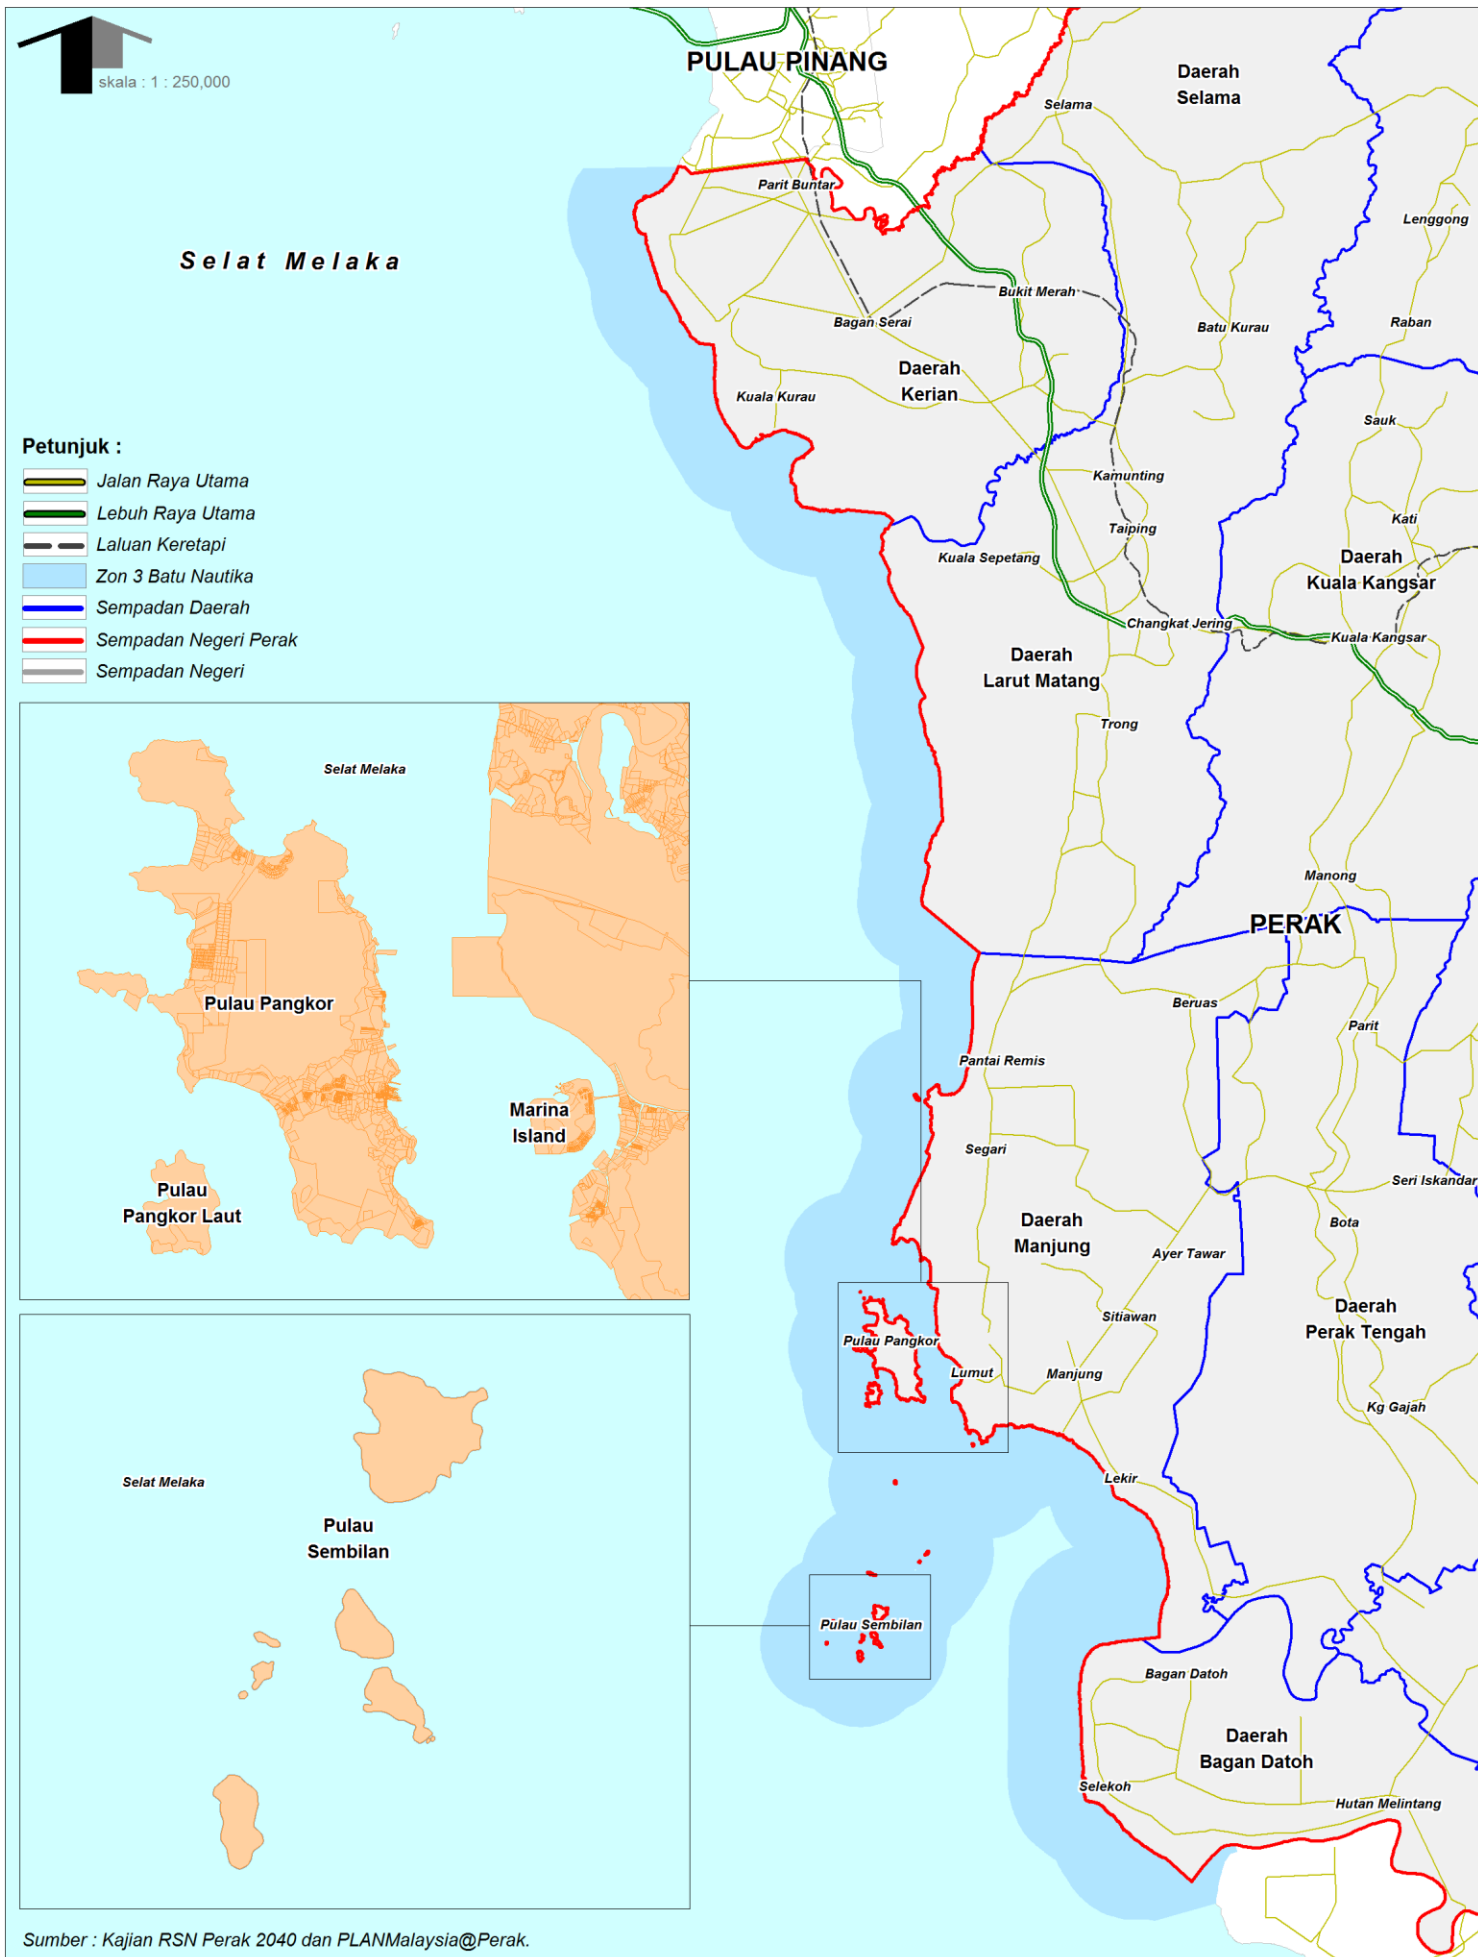 skala : 1 : 250,000
PULAU PINANG
Daerah
Selama
Selama
Parit Buntar
Lenggong
Selat Melaka
Bukit Merah
Bagan Serai
Batu Kurau
Raban
Daerah
Kerian
Kuala Kurau
Sauk
Petunjuk :
Jalan Raya Utama
Lebuh Raya Utama
Laluan Keretapi
Zon 3 Batu Nautika
Sempadan Daerah
Sempadan Negeri Perak
Sempadan Negeri
Kamunting
Taiping
Kati
Kuala Sepetang
Daerah
Kuala Kangsar
Changkat Jering
Kuala Kangsar
Daerah
Larut Matang
Trong
Selat Melaka
Manong
PERAK
Pulau Pangkor
Beruas
Parit
Pantai Remis
Marina
Island
Segari
Pulau
Pangkor Laut
Seri Iskandar
Daerah
Manjung
Bota
Ayer Tawar
Daerah
Perak Tengah
Sitiawan
Pulau Pangkor
Lumut
Manjung
Kg Gajah
Selat Melaka
Lekir
Pulau
Sembilan
Pulau Sembilan
Bagan Datoh
Daerah
Bagan Datoh
Selekoh
Hutan Melintang
Sumber : Kajian RSN Perak 2040 dan PLANMalaysia@Perak.